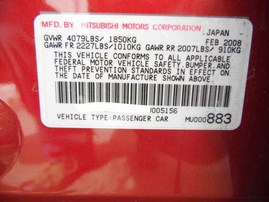 MFD. BY MITSUBISHI MOTORS CORPORATION, JAPAN
GVWR 4079LBS/ 1850KG FEB 2008
GAWR FR 2227LBS/1010KG GAWR RR 2007LBS/ 910KG
THIS VEHICLE CONFORMS TO ALL APPLICABLE
FEDERAL MOTOR VEHICLE SAFETY, BUMPER, AND
THEFT PREVENTION STANDARDS IN EFFECT ON THE
DATE OF MANUFACTURE SHOWN ABOVE.
I005156
VEHICLE TYPE: PASSENGER CAR MU000883